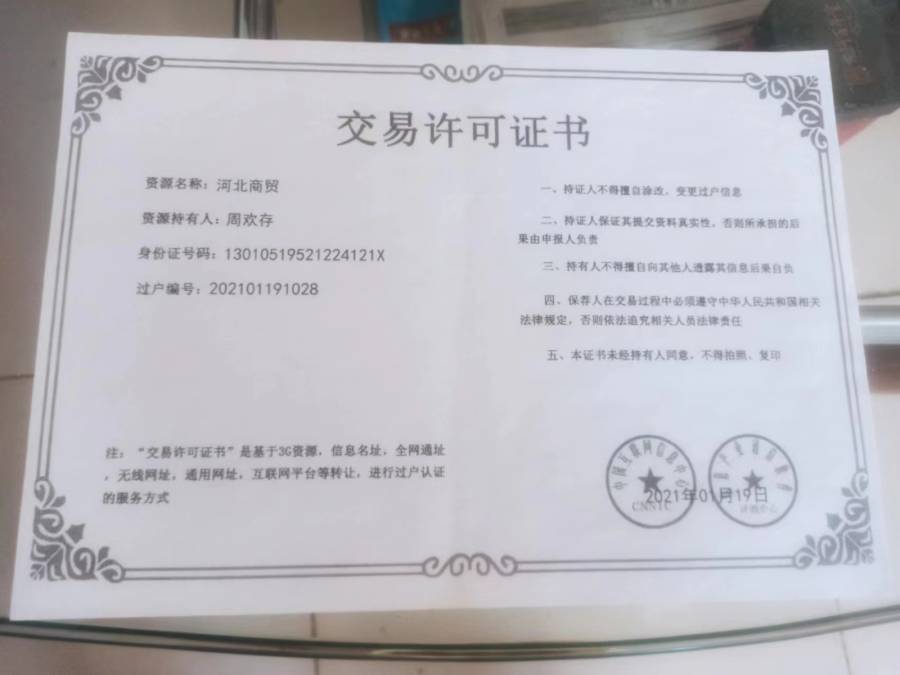 交易许可证书
资源名称：河北商贸
资源持有人：周欢存
身份证号码：13010519521224121X
过户编号：202101191028
一、持证人不得擅自涂改、变更过户信息
二、持证人保证其提交资料真实性，否则所承担的后
果由申报人负责
三、持有人不得擅自向其他人透露其信息后果自负
四、保荐人在交易过程中必须遵守中华人民共和国相关
法律规定，否则依法追究相关人员法律责任
五、本证书未经持有人同意，不得拍照、复印
注：“交易许可证书”是基于3G资源，信息名址，全网通址
，无线网址，通用网址，互联网平台等转让，进行过户认证
的服务方式
中国互联网信息中心
CNNIC
2021年01月19日